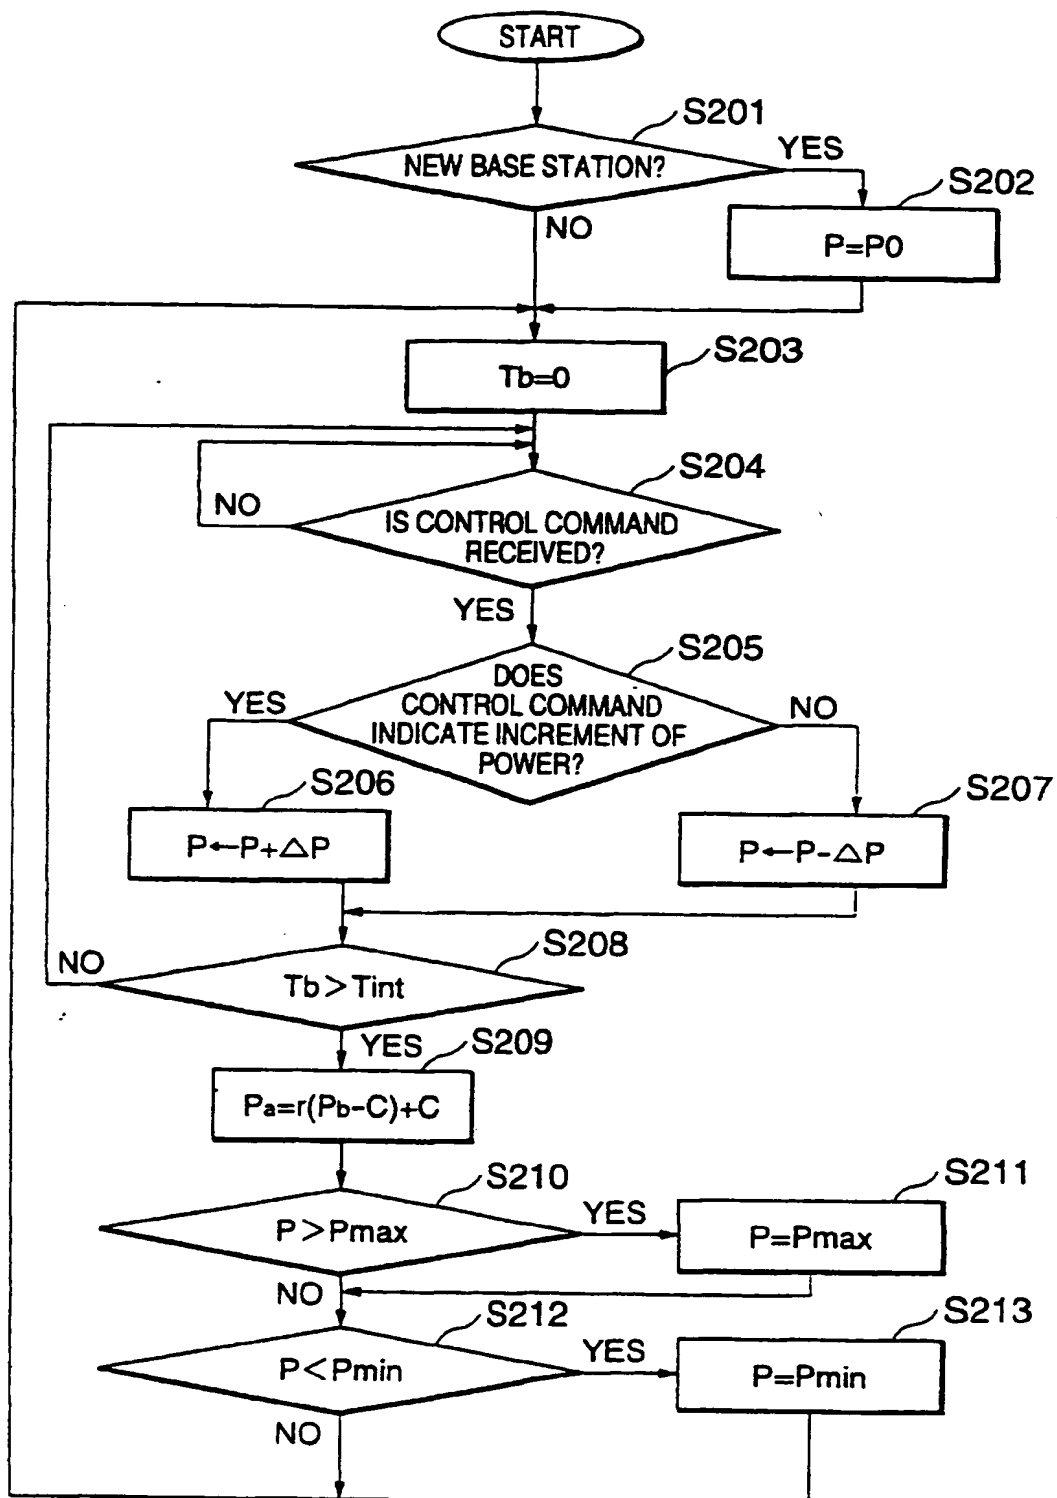 START
S201
NEW BASE STATION?
YES
S202
P=P0
NO
S203
Tb=0
S204
NO
IS CONTROL COMMAND
RECEIVED?
YES
S205
DOES
CONTROL COMMAND
INDICATE INCREMENT OF
POWER?
YES
NO
S206
P←P+△P
S207
P←P-△P
S208
NO
Tb>Tint
YES
S209
Pa=r(Pb-C)+C
S210
P>Pmax
YES
S211
P=Pmax
NO
S212
P<Pmin
YES
S213
P=Pmin
NO